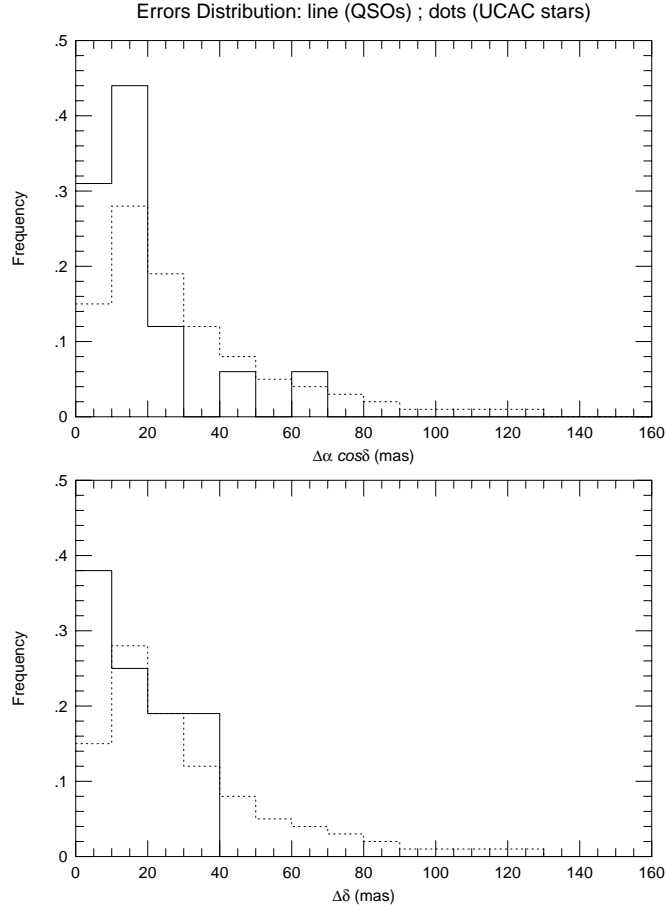 Errors Distribution: line (QSOs) ; dots (UCAC stars)
.5
.4
.3
.2
.1
0
Frequency
0 20 40 60 80 100 120 140 160
Δα cosδ (mas)
.5
.4
.3
.2
.1
0
Frequency
0 20 40 60 80 100 120 140 160
Δδ (mas)